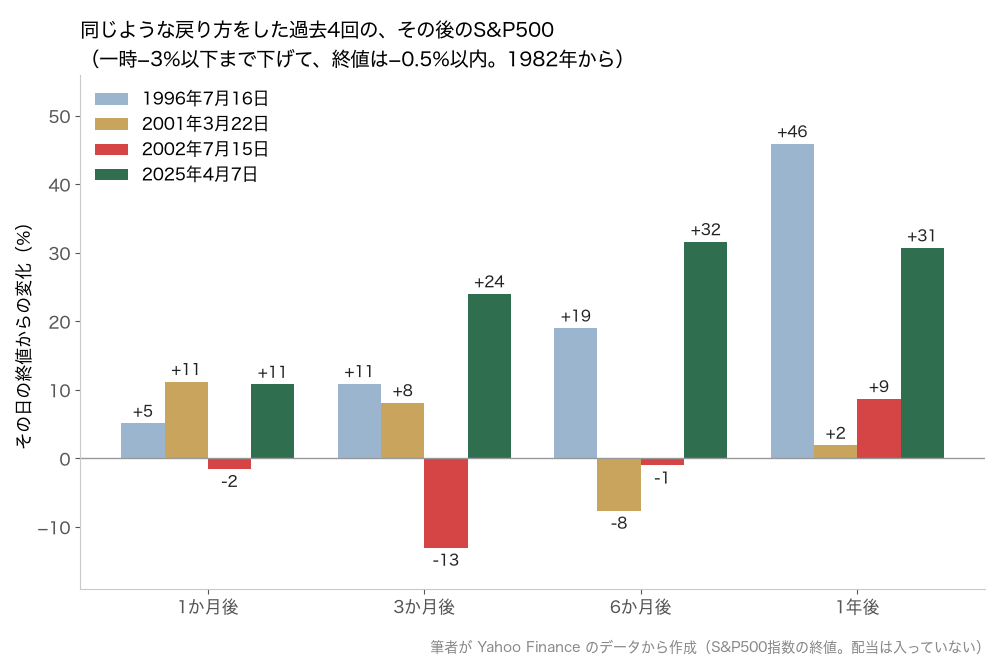 同じような戻り方をした過去4回の、その後のS&P500
（一時−3%以下まで下げて、終値は−0.5%以内。1982年から）
1996年7月16日
2001年3月22日
2002年7月15日
2025年4月7日
その日の終値からの変化（%）
50
40
30
20
10
0
−10
+5
+11
-2
+11
+11
+8
-13
+24
+19
-8
-1
+32
+46
+2
+9
+31
1か月後
3か月後
6か月後
1年後
筆者が Yahoo Finance のデータから作成（S&P500指数の終値。配当は入っていない）